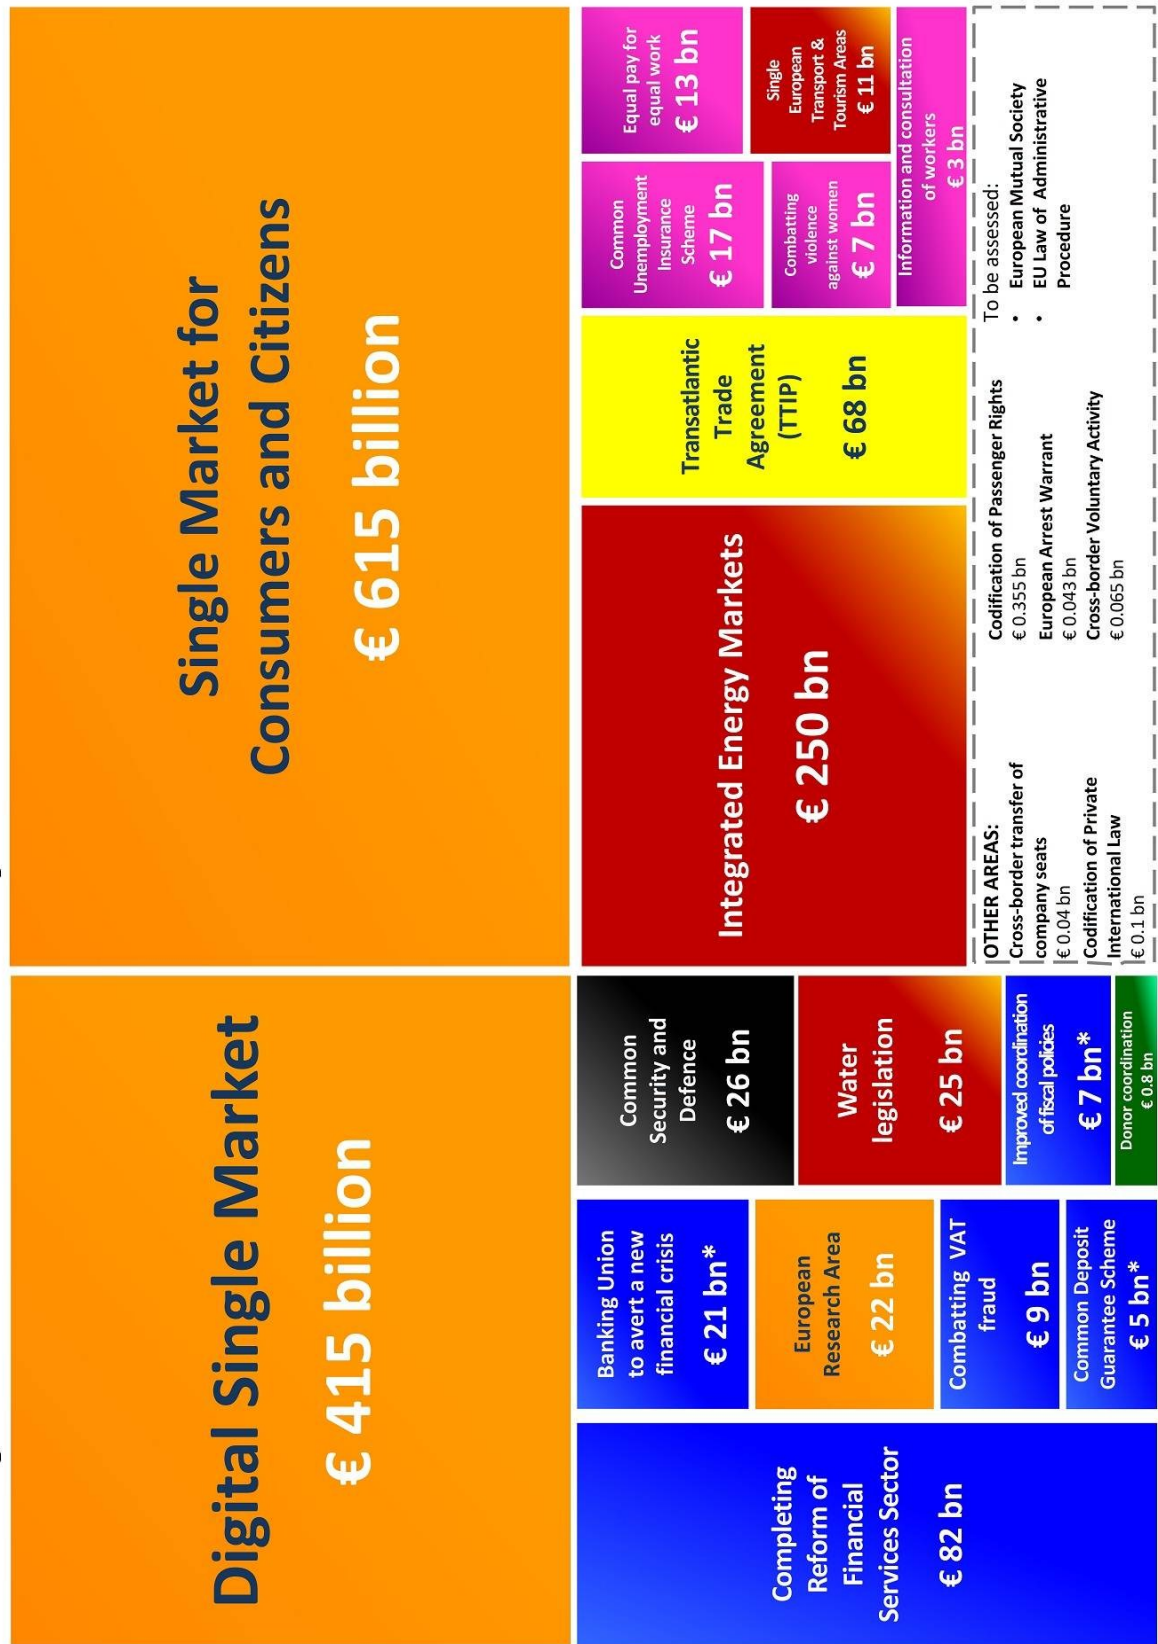 Digital Single Market
€ 415 billion
Single Market for
Consumers and Citizens
€ 615 billion
Completing
Reform of
Financial
Services Sector
€ 82 bn
Banking Union
to avert a new
financial crisis
€ 21 bn*
European
Research Area
€ 22 bn
Combatting VAT
fraud
€ 9 bn
Common Deposit
Guarantee Scheme
€ 5 bn*
Common
Security and
Defence
€ 26 bn
Water
legislation
€ 25 bn
Improved coordination
of fiscal policies
€ 7 bn*
Donor coordination
€ 0.8 bn
Integrated Energy Markets
€ 250 bn
Transatlantic
Trade
Agreement
(TTIP)
€ 68 bn
Common
Unemployment
Insurance
Scheme
€ 17 bn
Equal pay for
equal work
€ 13 bn
Combatting
violence
against women
€ 7 bn
Single
European
Transport &
Tourism Areas
€ 11 bn
Information and consultation
of workers
€ 3 bn
OTHER AREAS:
Cross-border transfer of
company seats
€ 0.04 bn
Codification of Private
International Law
€ 0.1 bn
Codification of Passenger Rights
€ 0.355 bn
European Arrest Warrant
€ 0.043 bn
Cross-border Voluntary Activity
€ 0.065 bn
To be assessed:
• European Mutual Society
• EU Law of Administrative
Procedure